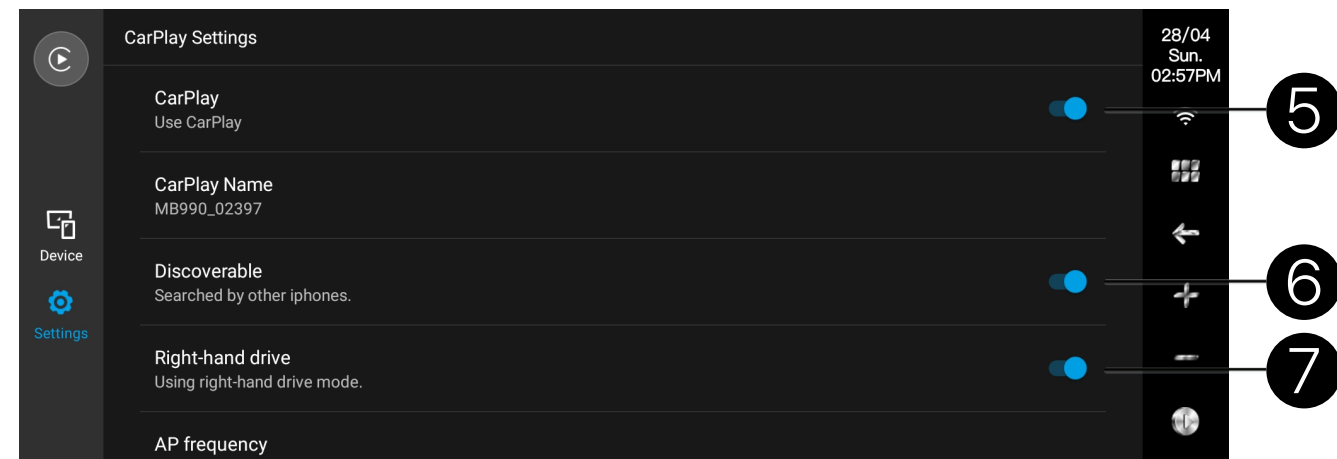 CarPlay Settings
CarPlay
Use CarPlay
CarPlay Name
MB990_02397
Discoverable
Searched by other iphones.
Right-hand drive
Using right-hand drive mode.
AP frequency
Device
Settings
28/04
Sun.
02:57PM
5
6
7